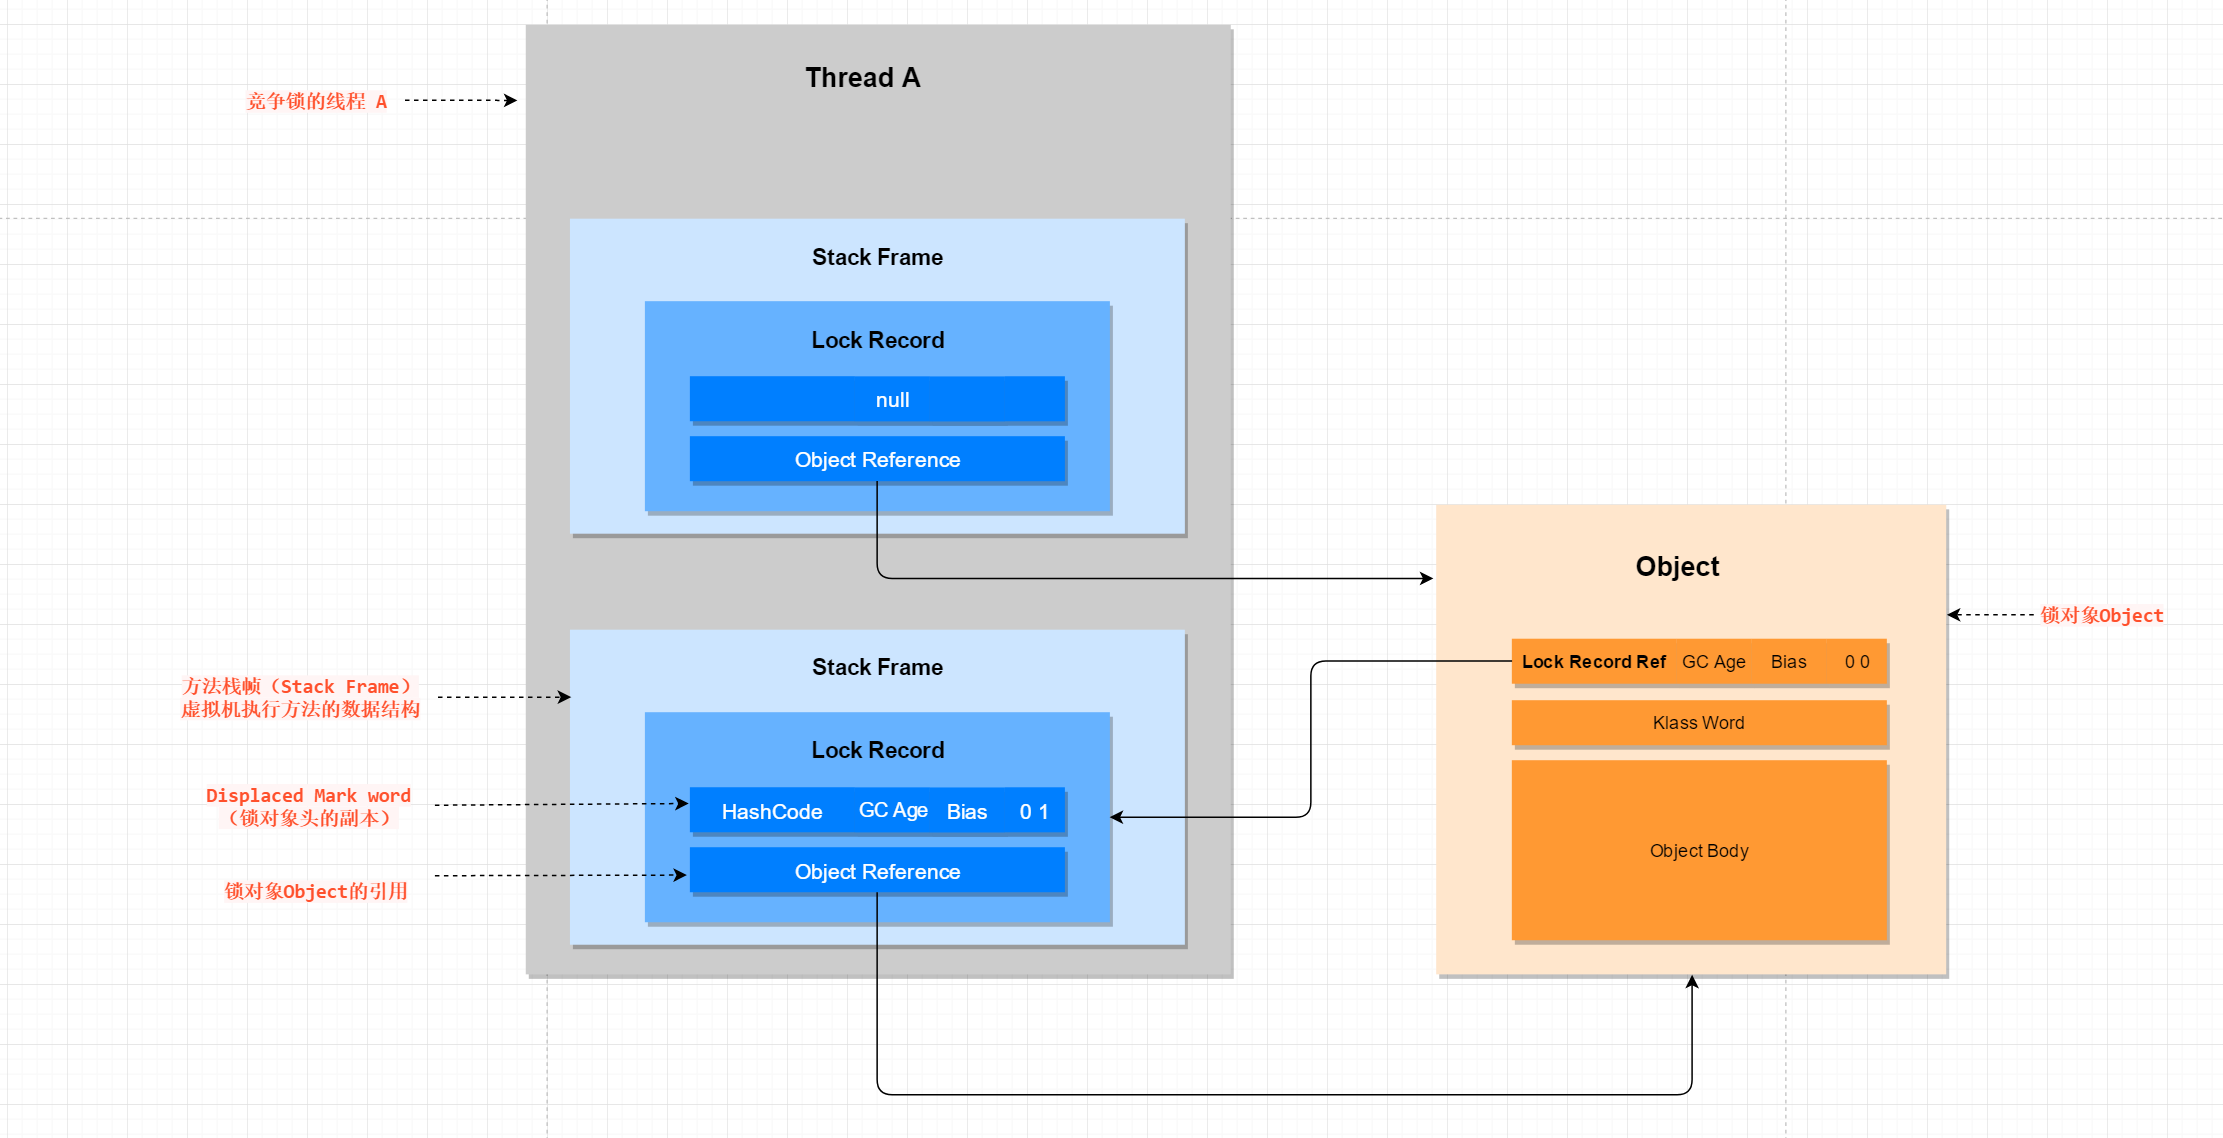 Thread A
竞争锁的线程 A
Stack Frame
Lock Record
null
Object Reference
Stack Frame
方法栈帧（Stack Frame）
虚拟机执行方法的数据结构
Lock Record
Displaced Mark word
（锁对象头的副本）
HashCode GC Age Bias 0 1
锁对象Object的引用
Object Reference
Object
锁对象Object
Lock Record Ref GC Age Bias 0 0
Klass Word
Object Body